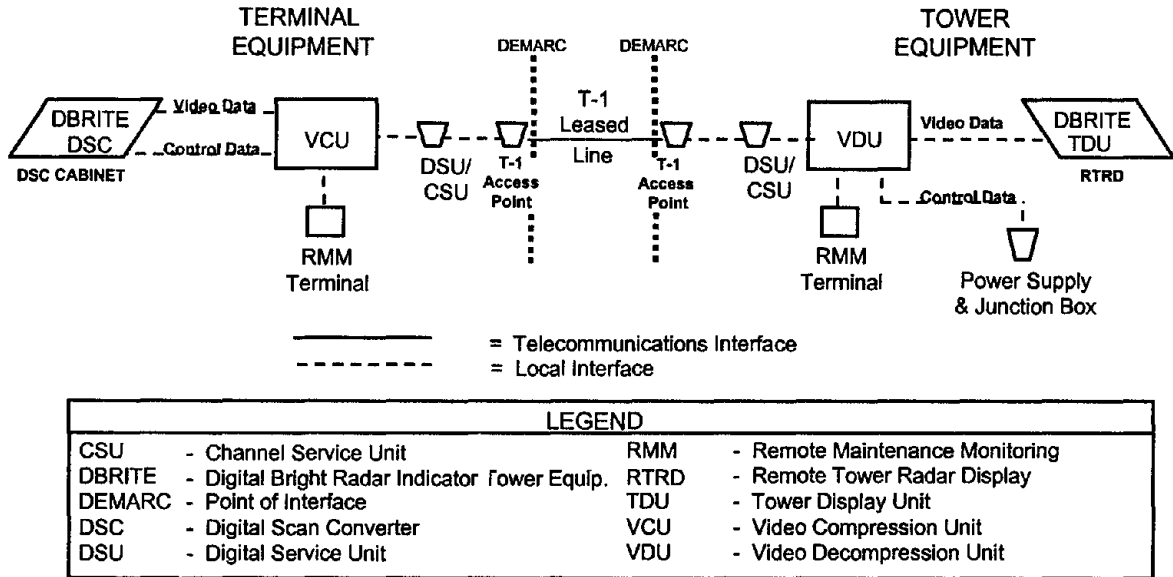 TERMINAL
EQUIPMENT
TOWER
EQUIPMENT
DEMARC
DEMARC
DBRITE
DSC
DSC CABINET
Video Data
Control Data
VCU
RMM
Terminal
DSU/
CSU
T-1
Access
Point
T-1
Leased
Line
T-1
Access
Point
DSU/
CSU
VDU
RMM
Terminal
Video Data
Control Data
DBRITE
TDU
RTRD
Power Supply
& Junction Box
= Telecommunications Interface
= Local Interface
LEGEND
CSU - Channel Service Unit
DBRITE - Digital Bright Radar Indicator Tower Equip.
DEMARC - Point of Interface
DSC - Digital Scan Converter
DSU - Digital Service Unit
RMM - Remote Maintenance Monitoring
RTRD - Remote Tower Radar Display
TDU - Tower Display Unit
VCU - Video Compression Unit
VDU - Video Decompression Unit